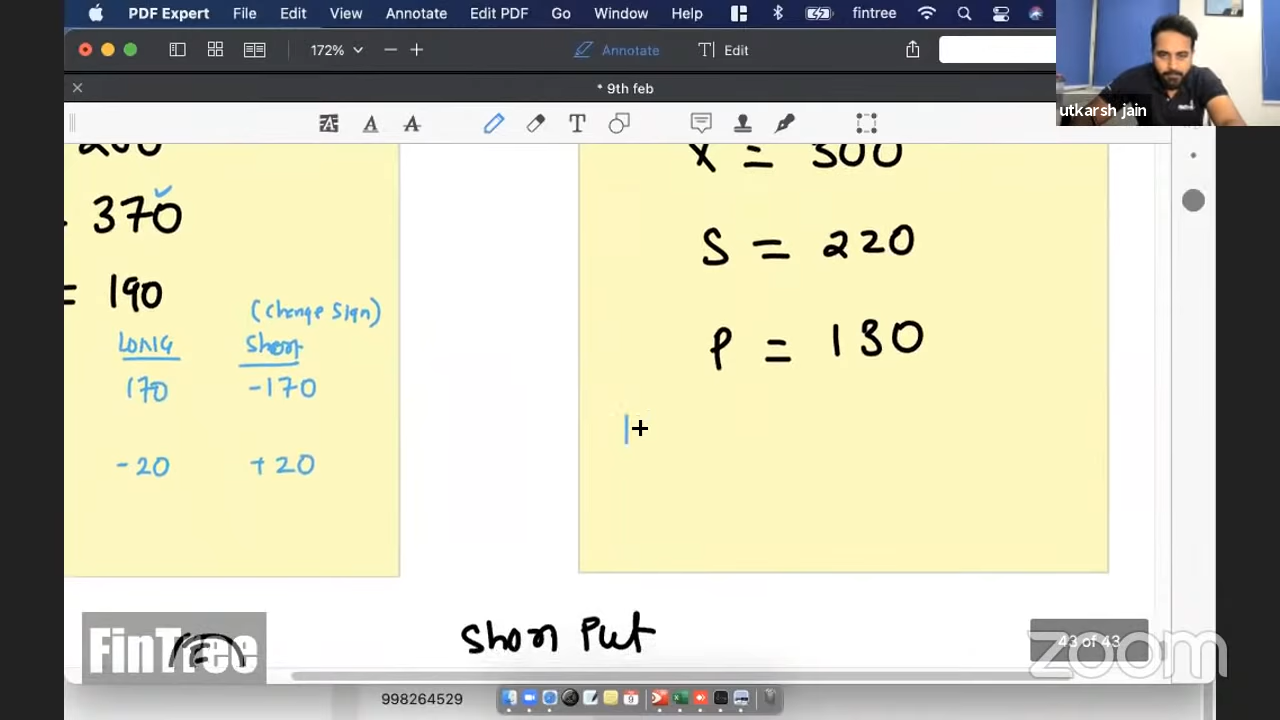 PDF Expert File Edit View Annotate Edit PDF Go Window Help fintree
172% Annotate T Edit
* 9th feb
utkarsh jain
200
370
= 190
(Change Sign)
LONG Short
170 -170
-20 +20
X = 300
S = 220
P = 130
Short Put
FinTree
43 of 43
zoom
998264529